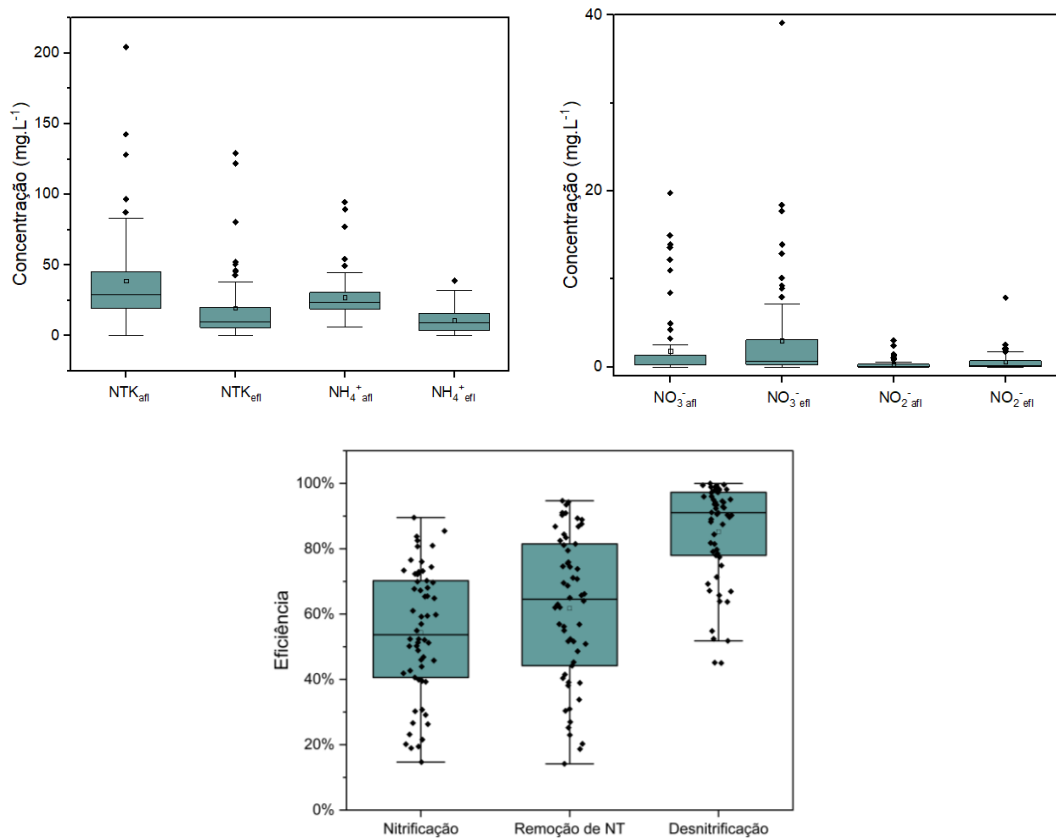 Concentração (mg.L⁻¹)
200
150
100
50
0
NTKafl NTKefl NH4⁺afl NH4⁺efl
Concentração (mg.L⁻¹)
40
20
0
NO3⁻afl NO3⁻efl NO2⁻afl NO2⁻efl
Eficiência
100%
80%
60%
40%
20%
0%
Nitrificação Remoção de NT Desnitrificação